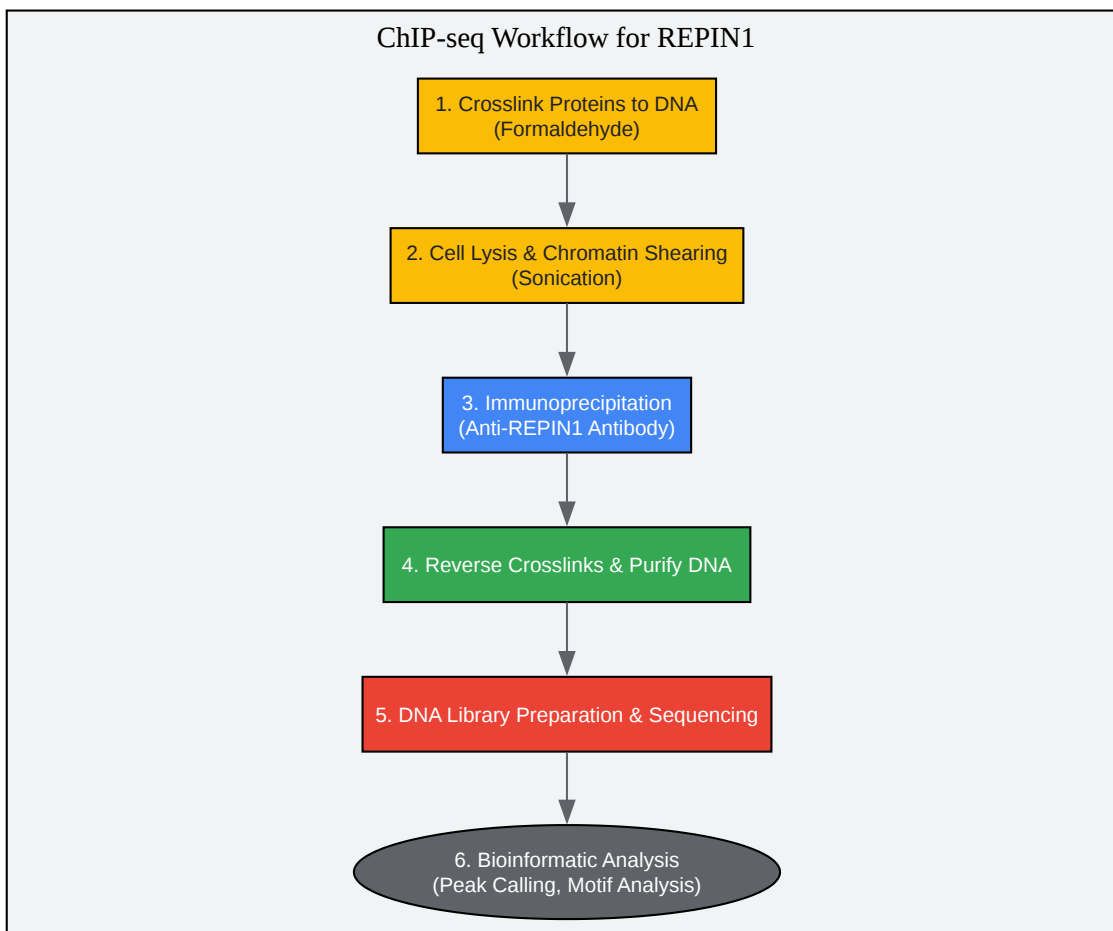 ChIP-seq Workflow for REPIN1
1. Crosslink Proteins to DNA
(Formaldehyde)
2. Cell Lysis & Chromatin Shearing
(Sonication)
3. Immunoprecipitation
(Anti-REPIN1 Antibody)
4. Reverse Crosslinks & Purify DNA
5. DNA Library Preparation & Sequencing
6. Bioinformatic Analysis
(Peak Calling, Motif Analysis)